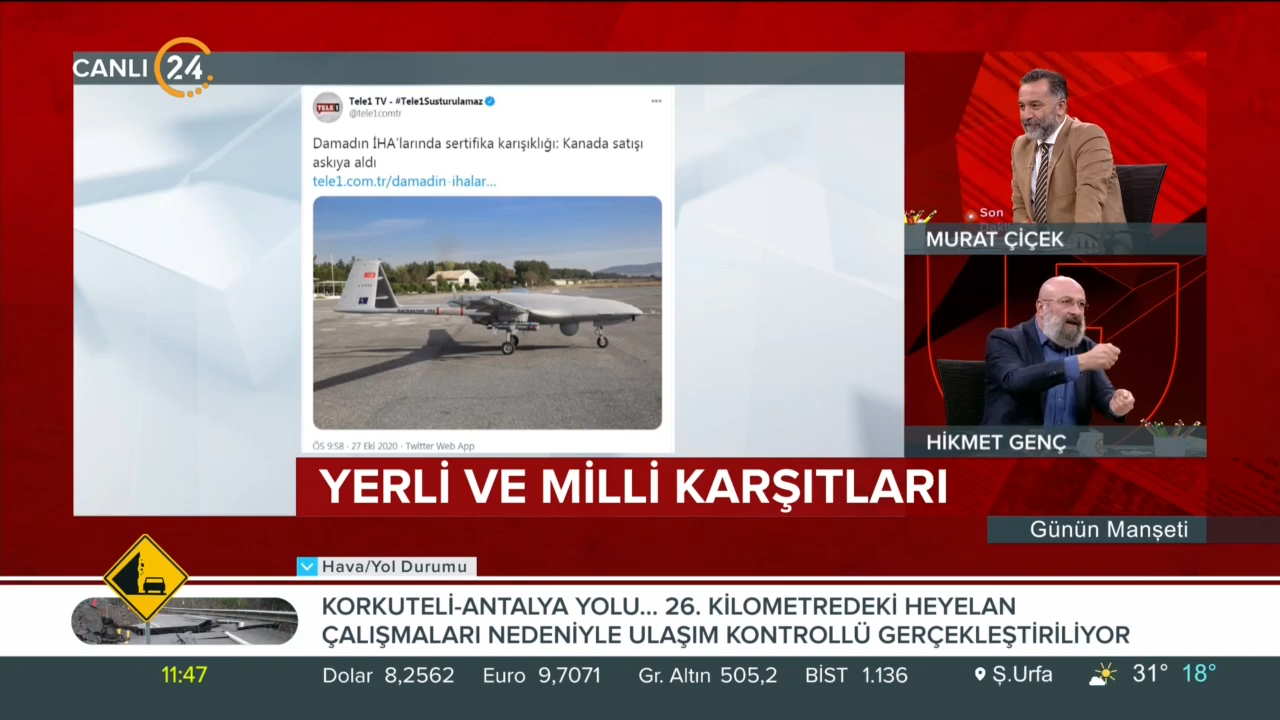 CANLI 24
TELE1
Tele1 TV - #Tele1Susturulamaz
@tele1comtr
Damadın İHA'larında sertifika karışıklığı: Kanada satışı
askıya aldı
tele1.com.tr/damadin-ihalar...
ÖS 9:58 · 27 Eki 2020 · Twitter Web App
Son
MURAT ÇİÇEK
HİKMET GENÇ
YERLİ VE MİLLİ KARŞITLARI
Günün Manşeti
Hava/Yol Durumu
KORKUTELİ-ANTALYA YOLU... 26. KİLOMETREDEKİ HEYELAN
ÇALIŞMALARI NEDENİYLE ULAŞIM KONTROLLÜ GERÇEKLEŞTİRİLİYOR
11:47 Dolar 8,2562 Euro 9,7071 Gr. Altın 505,2 BİST 1.136 Ş.Urfa 31° 18°